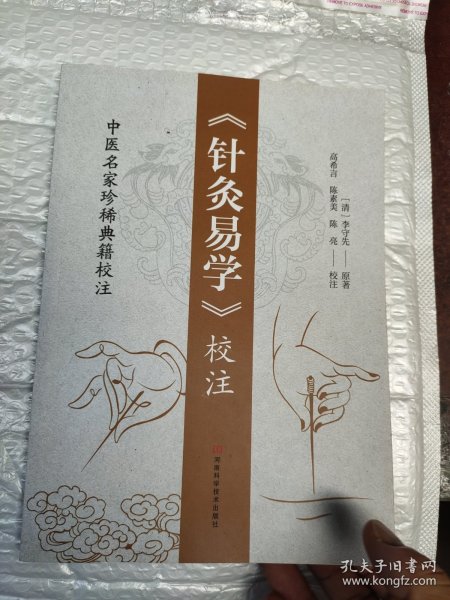 中医名家珍稀典籍校注
《针灸易学》校注
［清］李守先——原著
高希言 陈素美 陈亮——校注
河南科学技术出版社
孔夫子旧书网
www.kongfz.com